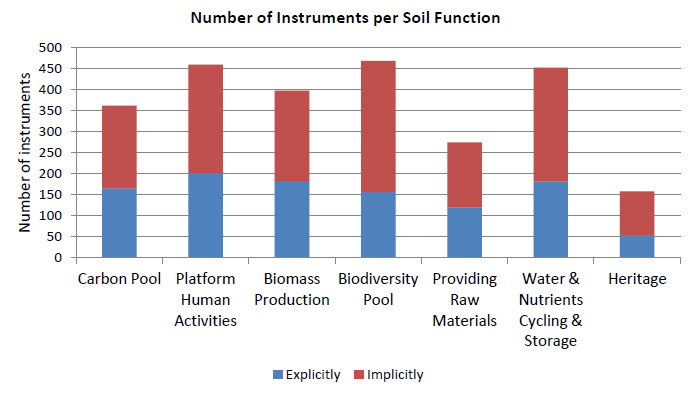 Number of Instruments per Soil Function
Number of instruments
500
450
400
350
300
250
200
150
100
50
0
Carbon Pool
Platform
Human
Activities
Biomass
Production
Biodiversity
Pool
Providing
Raw
Materials
Water &
Nutrients
Cycling &
Storage
Heritage
Explicitly
Implicitly